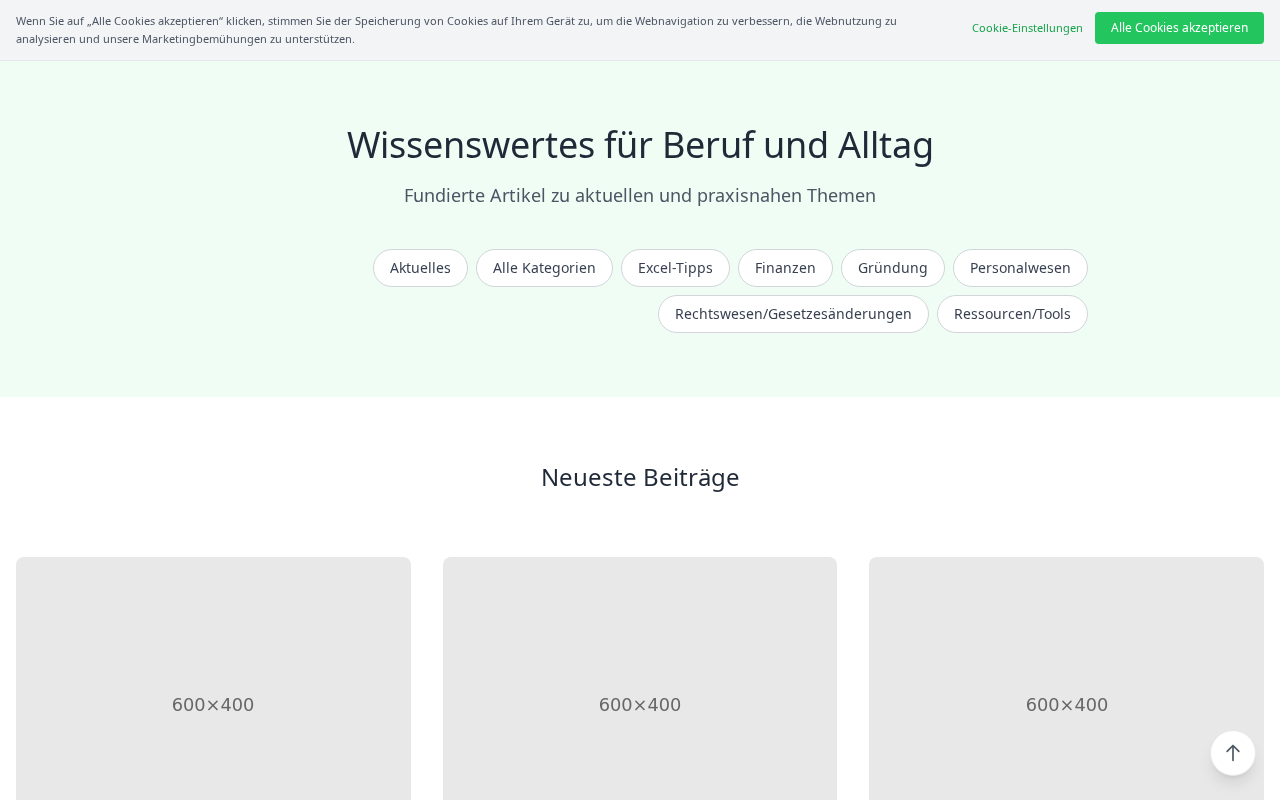 Wenn Sie auf „Alle Cookies akzeptieren“ klicken, stimmen Sie der Speicherung von Cookies auf Ihrem Gerät zu, um die Webnavigation zu verbessern, die Webnutzung zu
analysieren und unsere Marketingbemühungen zu unterstützen.
Cookie-Einstellungen
Alle Cookies akzeptieren
Wissenswertes für Beruf und Alltag
Fundierte Artikel zu aktuellen und praxisnahen Themen
Aktuelles
Alle Kategorien
Excel-Tipps
Finanzen
Gründung
Personalwesen
Rechtswesen/Gesetzesänderungen
Ressourcen/Tools
Neueste Beiträge
600×400
600×400
600×400